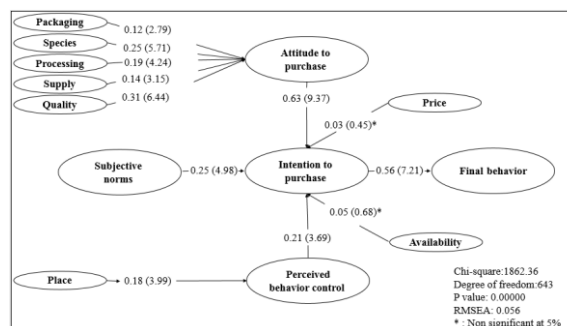 Packaging
0.12 (2.79)
Species
0.25 (5.71)
Processing
0.19 (4.24)
Supply
0.14 (3.15)
Quality
0.31 (6.44)
Attitude to
purchase
0.63 (9.37)
Price
0.03 (0.45)*
Subjective
norms
0.25 (4.98)
Intention to
purchase
0.56 (7.21)
Final behavior
0.05 (0.68)*
Availability
0.21 (3.69)
Place
0.18 (3.99)
Perceived
behavior control
Chi-square:1862.36
Degree of freedom:643
P value: 0.00000
RMSEA: 0.056
* : Non significant at 5%